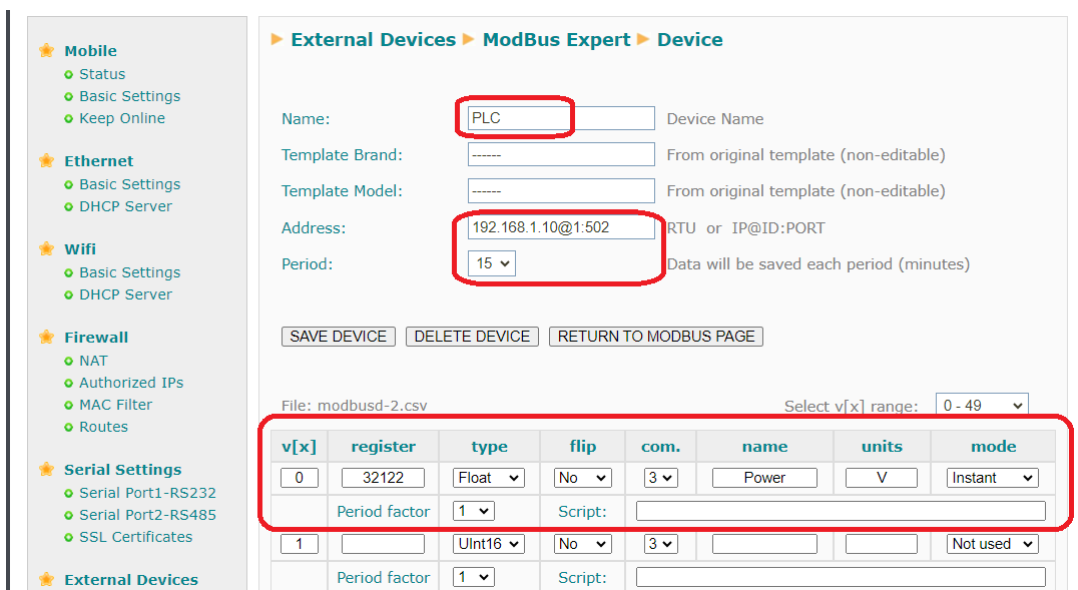 External Devices ModBus Expert Device
Mobile
Status
Basic Settings
Keep Online
Ethernet
Basic Settings
DHCP Server
Wifi
Basic Settings
DHCP Server
Firewall
NAT
Authorized IPs
MAC Filter
Routes
Serial Settings
Serial Port1-RS232
Serial Port2-RS485
SSL Certificates
External Devices
Name: PLC Device Name
Template Brand: ------ From original template (non-editable)
Template Model: ------ From original template (non-editable)
Address: 192.168.1.10@1:502 RTU or IP@ID:PORT
Period: 15 Data will be saved each period (minutes)
SAVE DEVICE DELETE DEVICE RETURN TO MODBUS PAGE
File: modbusd-2.csv Select v[x] range: 0 - 49
v[x] register type flip com. name units mode
0 32122 Float No 3 Power V Instant
Period factor 1 Script:
1 UInt16 No 3 Not used
Period factor 1 Script: